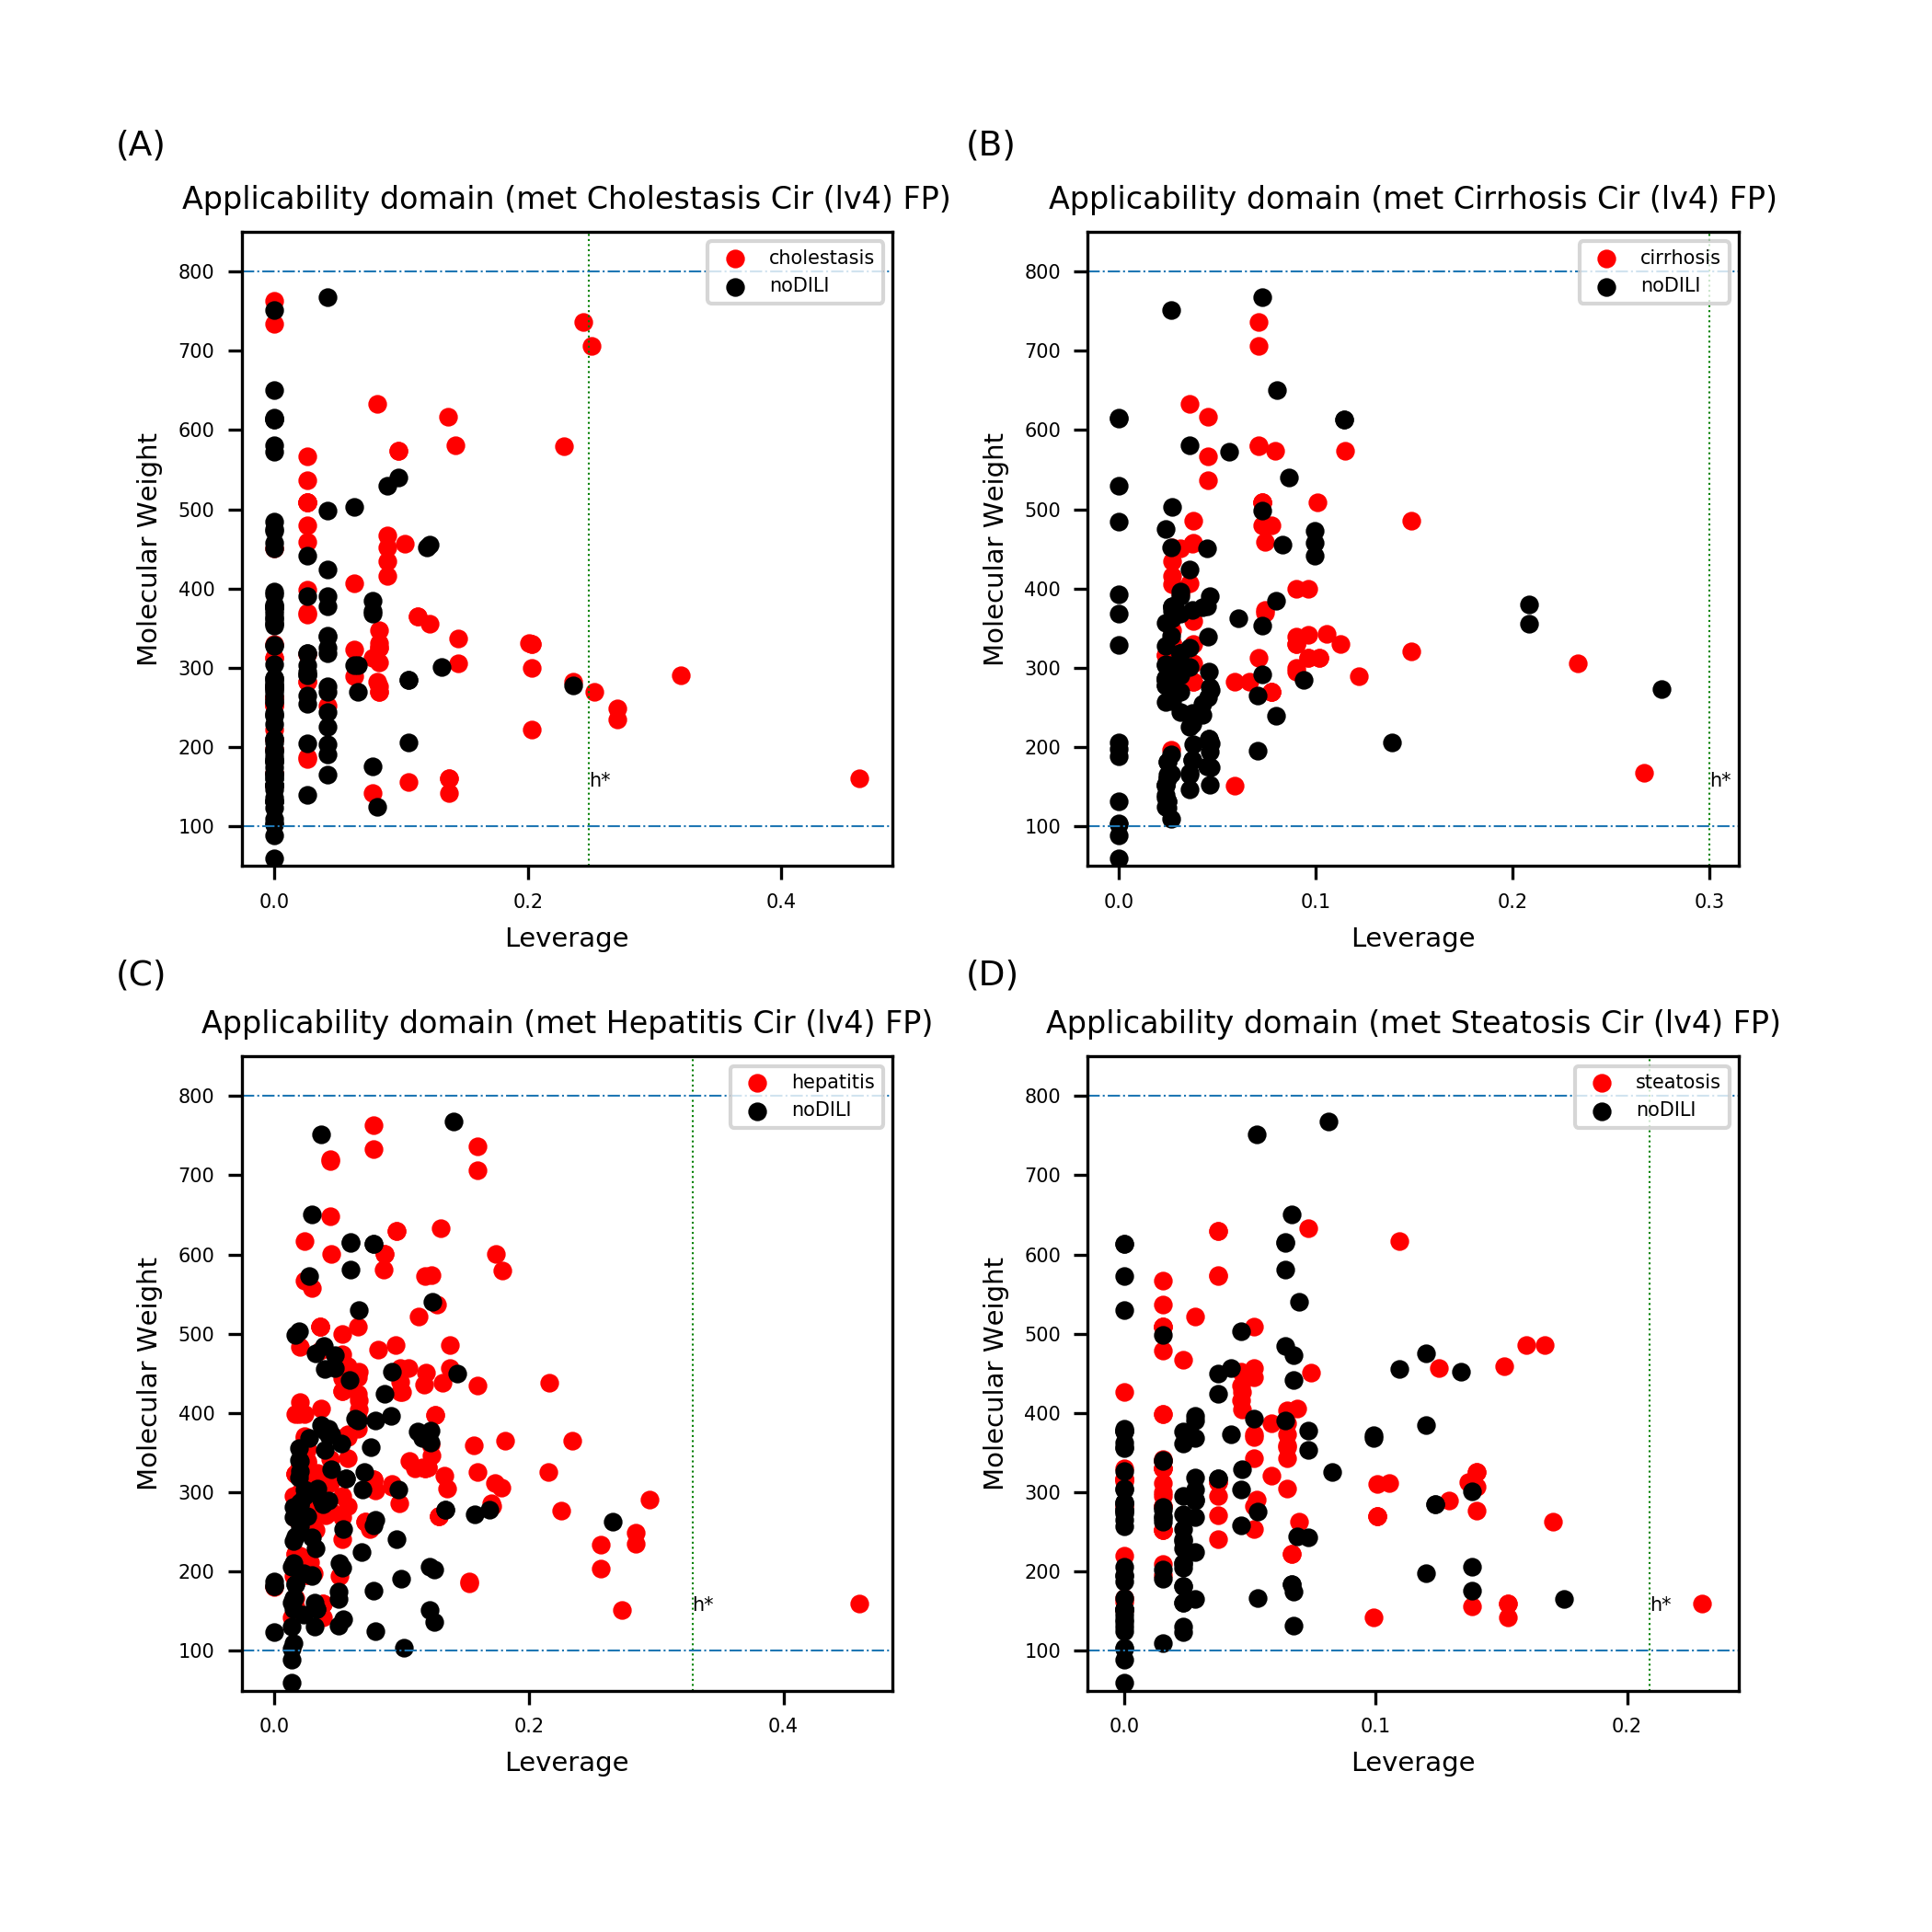 (A)
Applicability domain (met Cholestasis Cir (lv4) FP)
cholestasis
noDILI
800
700
600
500
400
300
200
100
Molecular Weight
h*
0.0
0.2
0.4
Leverage
(B)
Applicability domain (met Cirrhosis Cir (lv4) FP)
cirrhosis
noDILI
800
700
600
500
400
300
200
100
Molecular Weight
h*
0.0
0.1
0.2
0.3
Leverage
(C)
Applicability domain (met Hepatitis Cir (lv4) FP)
hepatitis
noDILI
800
700
600
500
400
300
200
100
Molecular Weight
h*
0.0
0.2
0.4
Leverage
(D)
Applicability domain (met Steatosis Cir (lv4) FP)
steatosis
noDILI
800
700
600
500
400
300
200
100
Molecular Weight
h*
0.0
0.1
0.2
Leverage